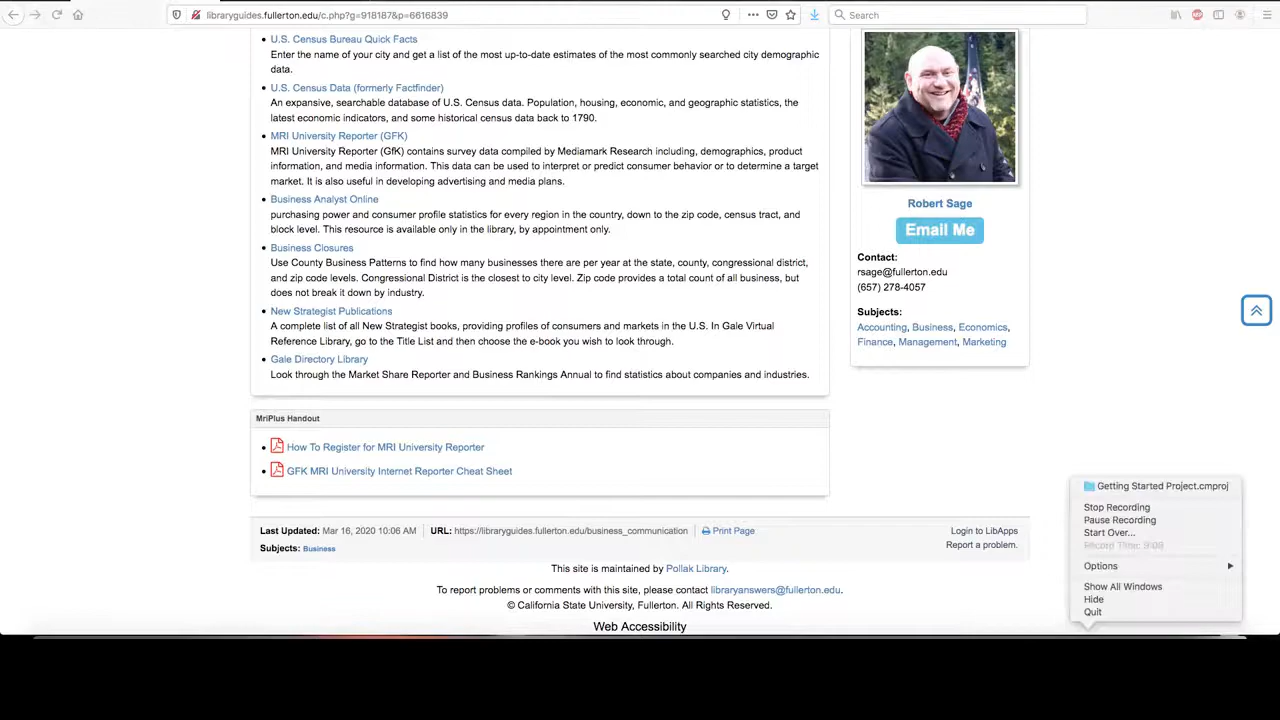 libraryguides.fullerton.edu/c.php?g=918187&p=6616839
Search
U.S. Census Bureau Quick Facts
Enter the name of your city and get a list of the most up-to-date estimates of the most commonly searched city demographic
data.
U.S. Census Data (formerly Factfinder)
An expansive, searchable database of U.S. Census data. Population, housing, economic, and geographic statistics, the
latest economic indicators, and some historical census data back to 1790.
MRI University Reporter (GFK)
MRI University Reporter (GfK) contains survey data compiled by Mediamark Research including, demographics, product
information, and media information. This data can be used to interpret or predict consumer behavior or to determine a target
market. It is also useful in developing advertising and media plans.
Business Analyst Online
purchasing power and consumer profile statistics for every region in the country, down to the zip code, census tract, and
block level. This resource is available only in the library, by appointment only.
Business Closures
Use County Business Patterns to find how many businesses there are per year at the state, county, congressional district,
and zip code levels. Congressional District is the closest to city level. Zip code provides a total count of all business, but
does not break it down by industry.
New Strategist Publications
A complete list of all New Strategist books, providing profiles of consumers and markets in the U.S. In Gale Virtual
Reference Library, go to the Title List and then choose the e-book you wish to look through.
Gale Directory Library
Look through the Market Share Reporter and Business Rankings Annual to find statistics about companies and industries.
Robert Sage
Email Me
Contact:
rsage@fullerton.edu
(657) 278-4057
Subjects:
Accounting, Business, Economics,
Finance, Management, Marketing
MriPlus Handout
How To Register for MRI University Reporter
GFK MRI University Internet Reporter Cheat Sheet
Last Updated: Mar 16, 2020 10:06 AM URL: https://libraryguides.fullerton.edu/business_communication Print Page
Login to LibApps
Subjects: Business
Report a problem.
This site is maintained by Pollak Library.
To report problems or comments with this site, please contact libraryanswers@fullerton.edu.
© California State University, Fullerton. All Rights Reserved.
Web Accessibility
Getting Started Project.cmproj
Stop Recording
Pause Recording
Start Over...
Record Time: 9:08
Options
Show All Windows
Hide
Quit